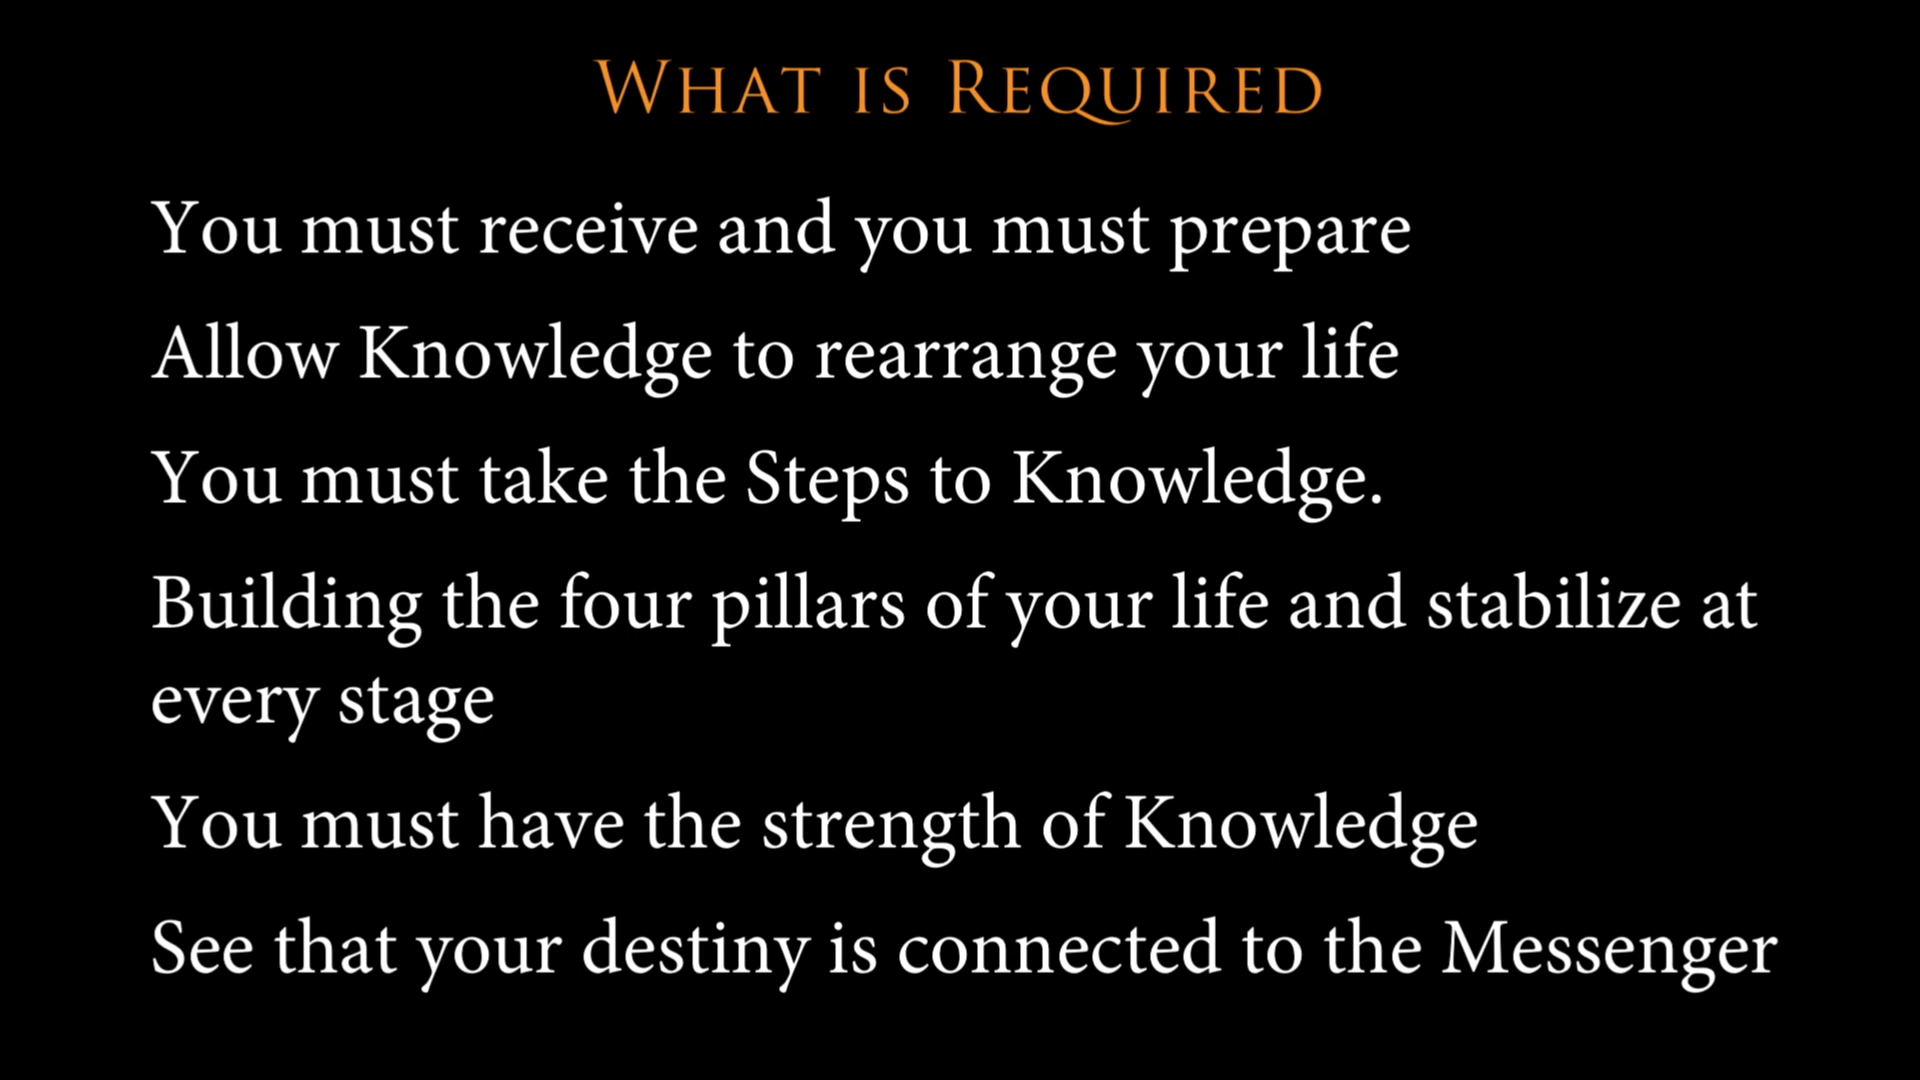 What is Required
You must receive and you must prepare
Allow Knowledge to rearrange your life
You must take the Steps to Knowledge.
Building the four pillars of your life and stabilize at
every stage
You must have the strength of Knowledge
See that your destiny is connected to the Messenger